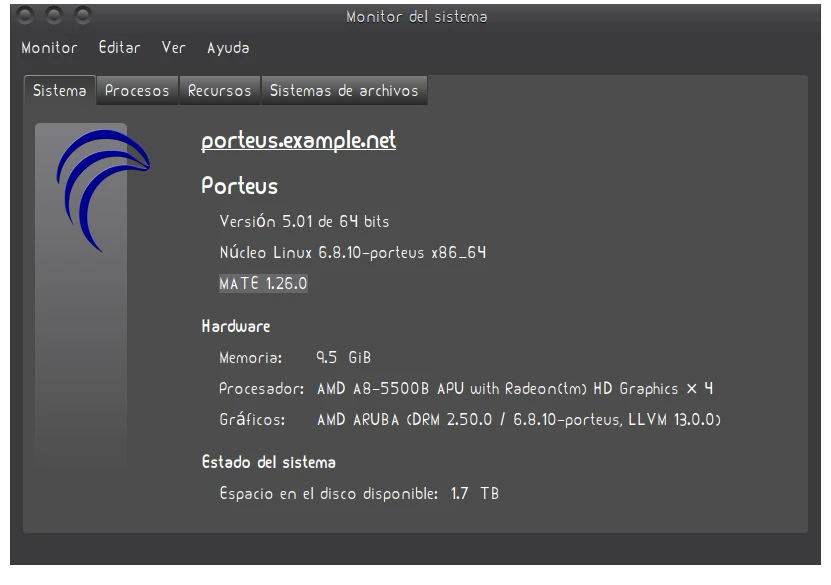 Monitor del sistema
Monitor Editar Ver Ayuda
Sistema Procesos Recursos Sistemas de archivos
porteus.example.net
Porteus
Versión 5.01 de 64 bits
Núcleo Linux 6.8.10-porteus x86_64
MATE 1.26.0
Hardware
Memoria: 9.5 GiB
Procesador: AMD A8-5500B APU with Radeon(tm) HD Graphics × 4
Gráficos: AMD ARUBA (DRM 2.50.0 / 6.8.10-porteus, LLVM 13.0.0)
Estado del sistema
Espacio en el disco disponible: 1.7 TB